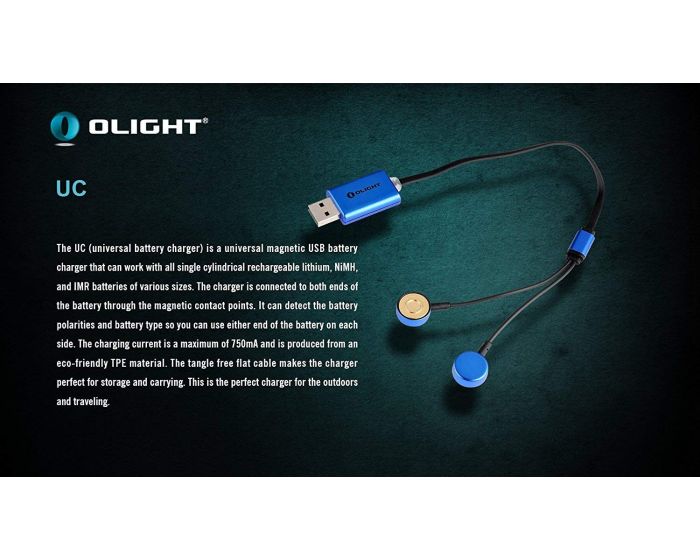 OLIGHT®
UC
OLIGHT
The UC (universal battery charger) is a universal magnetic USB battery
charger that can work with all single cylindrical rechargeable lithium, NiMH,
and IMR batteries of various sizes. The charger is connected to both ends of
the battery through the magnetic contact points. It can detect the battery
polarities and battery type so you can use either end of the battery on each
side. The charging current is a maximum of 750mA and is produced from an
eco-friendly TPE material. The tangle free flat cable makes the charger
perfect for storage and carrying. This is the perfect charger for the outdoors
and traveling.